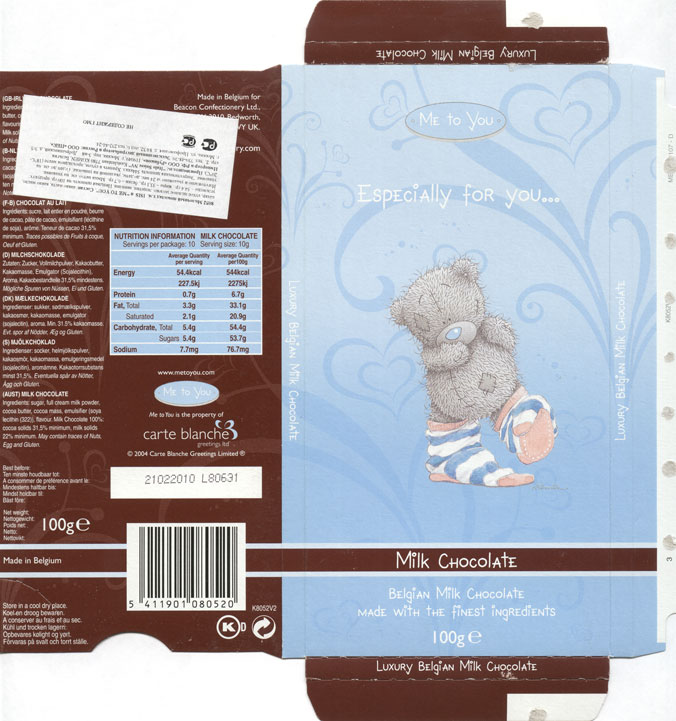 Luxury Belgian Milk Chocolate
Me to You
Especially for you...
Luxury Belgian Milk Chocolate
Luxury Belgian Milk Chocolate
Milk Chocolate
Belgian Milk Chocolate
made with the finest ingredients
100g e
Luxury Belgian Milk Chocolate
Made in Belgium for
Beacon Confectionery Ltd.,
Bedworth,
UK.
НЕ СОДЕРЖИТ ГМО
(F-B) CHOCOLAT AU LAIT
Ingrédients: sucre, lait entier en poudre, beurre
de cacao, pâte de cacao, emulsifiant (lécithine
de soja), arôme. Teneur de cacao 31,5%
minimum. Traces possibles de Fruits à coque,
Oeuf et Gluten.
(D) MILCHSCHOKOLADE
Zutaten: Zucker, Vollmilchpulver, Kakaobutter,
Kakaomasse, Emulgator (Sojalecithin),
Aroma, Kakaobestandteile 31,5% mindestens.
Mögliche Spuren von Nüssen, Ei und Gluten.
(DK) MÆLKECHOKOLADE
Ingredienser: sukker, sødmælkspulver,
kakaosmør, kakaomasse, emulgator
(sojalecitin), aroma. Min. 31.5% kakaomasse.
Evt. spor af Nødder, Æg og Gluten.
(S) MJÖLKCHOKLAD
Ingredienser: socker, helmjölkspulver,
kakaosmör, kakaomassa, emulgeringsmedel
(sojalecitin), aromämne. Kakaotorrsubstans
minst 31,5%. Eventuella spår av Nötter,
Ägg och Gluten.
(AUST) MILK CHOCOLATE
Ingredients: sugar, full cream milk powder,
cocoa butter, cocoa mass, emulsifier (soya
lecithin (322)), flavour. Milk Chocolate 100%:
cocoa solids 31,5% minimum, milk solids
22% minimum. May contain traces of Nuts,
Egg and Gluten.
NUTRITION INFORMATION MILK CHOCOLATE
Servings per package: 10 Serving size: 10g
Average Quantity per serving Average Quantity per100g
Energy 54.4kcal 544kcal
227.5kj 2275kj
Protein 0.7g 6.7g
Fat, Total 3.3g 33.1g
Saturated 2.1g 20.9g
Carbohydrate, Total 5.4g 54.4g
Sugars 5.4g 53.7g
Sodium 7.7mg 76.7mg
www.metoyou.com
Me to You
Me to You is the property of
carte blanche
greetings ltd
© 2004 Carte Blanche Greetings Limited ®
Best before:
Ten minste houdbaar tot:
A consommer de préférence avant le:
Mindestens haltbar bis:
Mindst holdbar til:
Bäst före:
21022010 L80631
Net weight:
Nettogewicht:
Poids net:
Netto:
Nettovikt:
100g e
Made in Belgium
5 411901 080520
K8052V2
K D
Store in a cool dry place.
Koel en droog bewaren.
A conserver au frais et au sec.
Kühl und trocken lagern.
Opbevares køligt og tørt.
Förvaras på svalt och torrt ställe.
3